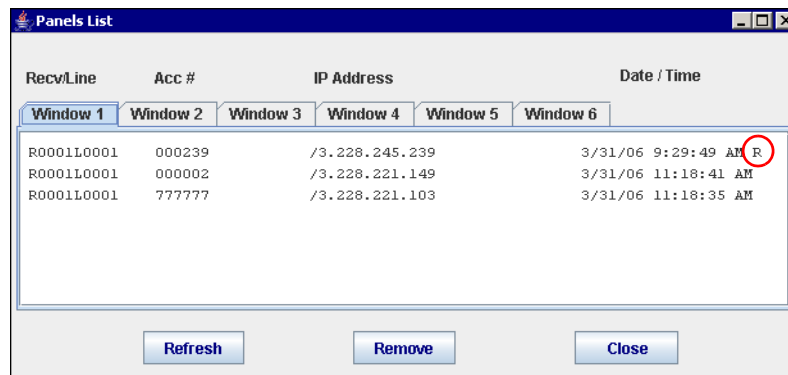 Panels List
Recv/Line Acc # IP Address Date / Time
Window 1 Window 2 Window 3 Window 4 Window 5 Window 6
R0001L0001 000239 /3.228.245.239 3/31/06 9:29:49 AM R
R0001L0001 000002 /3.228.221.149 3/31/06 11:18:41 AM
R0001L0001 777777 /3.228.221.103 3/31/06 11:18:35 AM
Refresh Remove Close